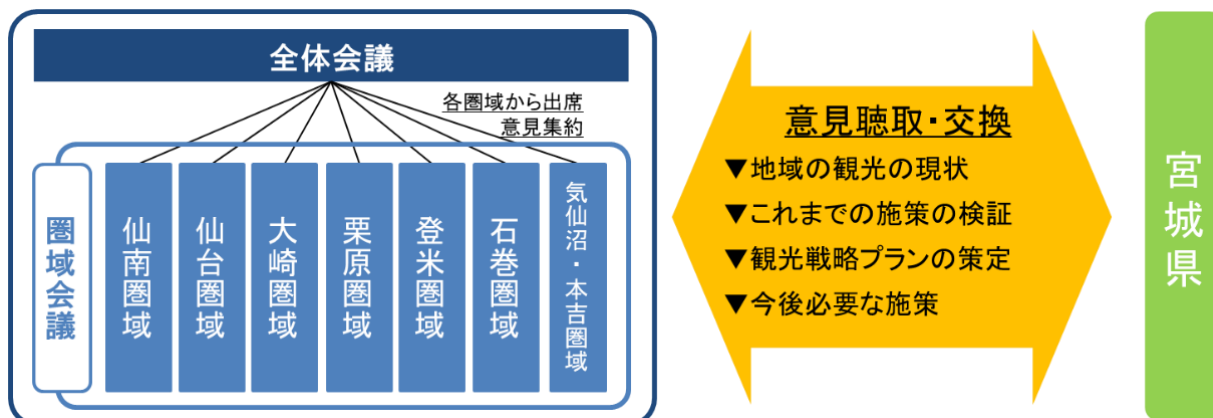 全体会議
各圏域から出席
意見集約
圏域会議
仙南圏域
仙台圏域
大崎圏域
栗原圏域
登米圏域
石巻圏域
気仙沼・本吉圏域
意見聴取・交換
▼地域の観光の現状
▼これまでの施策の検証
▼観光戦略プランの策定
▼今後必要な施策
宮城県